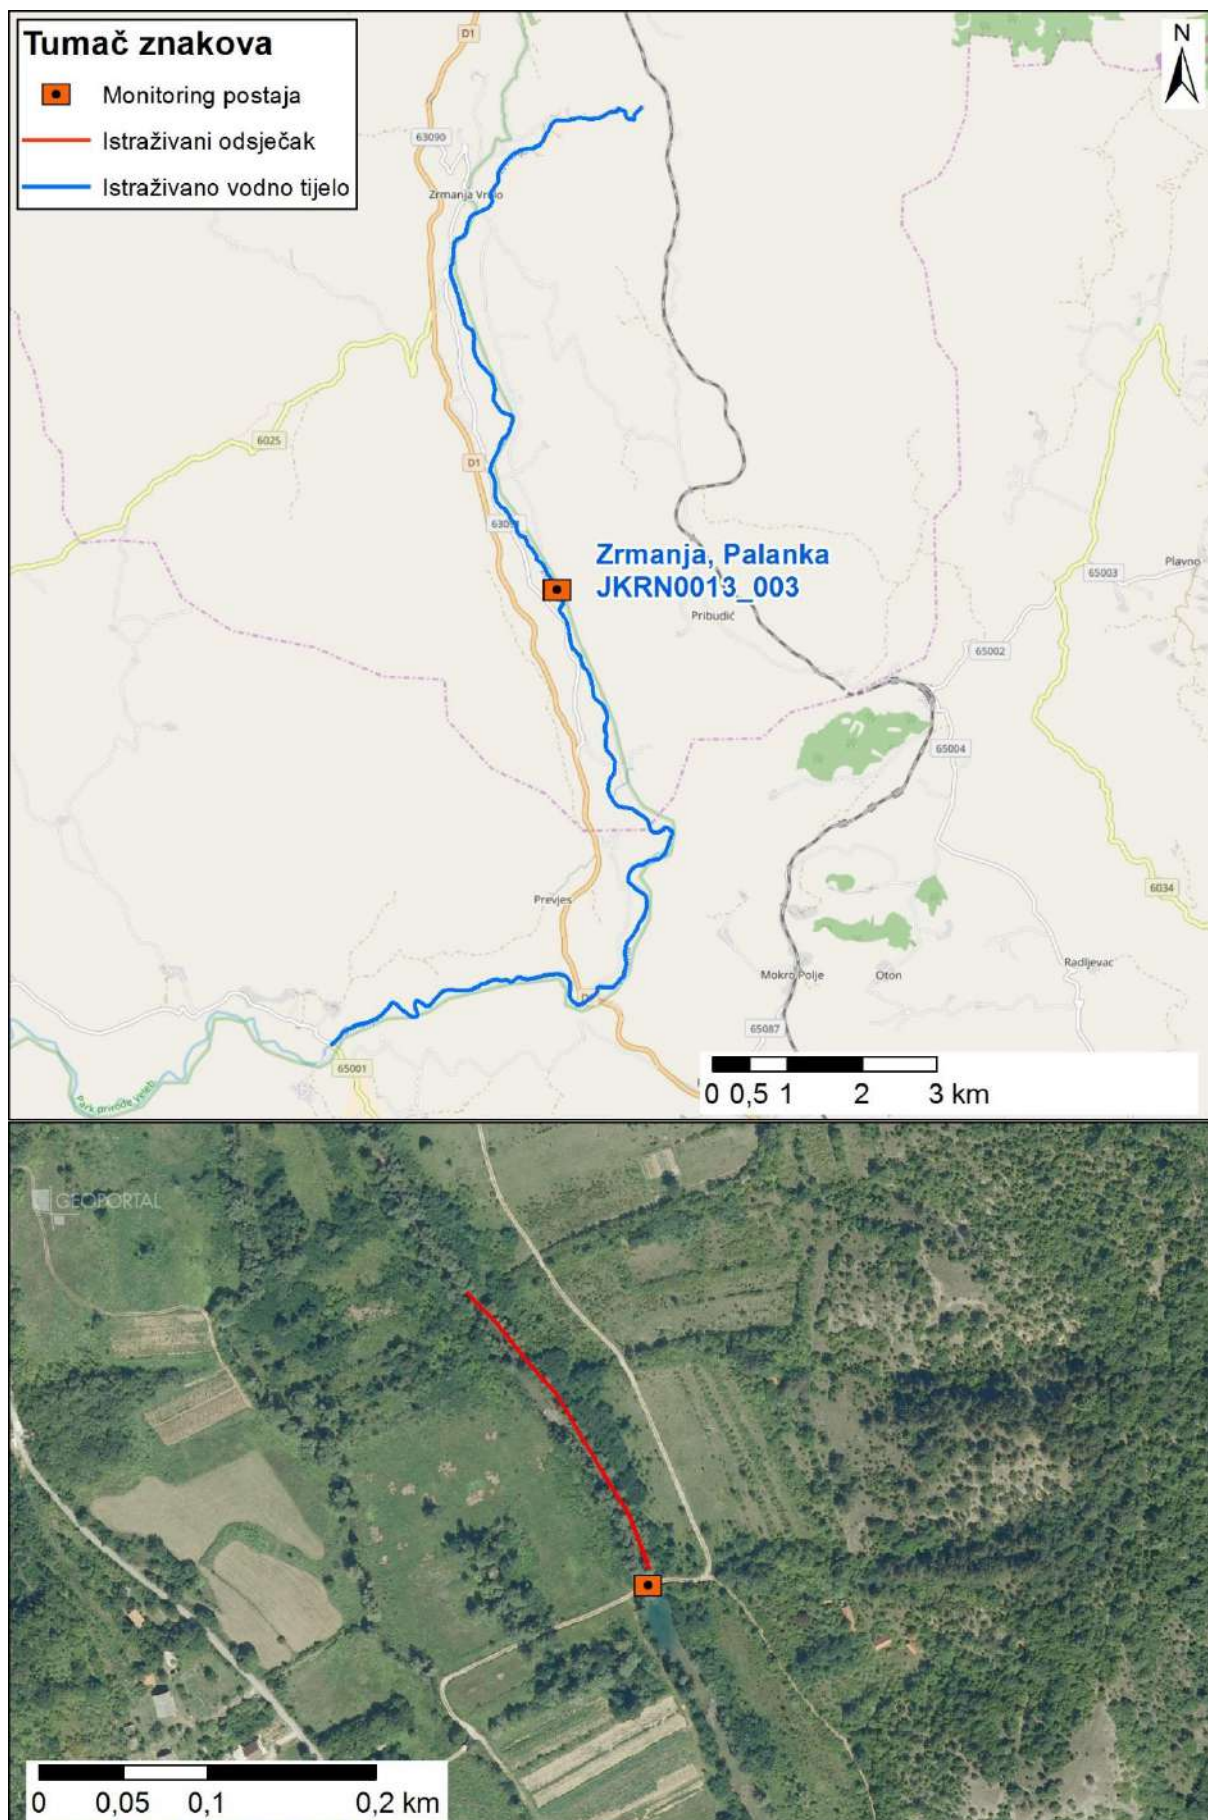 Tumač znakova
Monitoring postaja
Istraživani odsječak
Istraživano vodno tijelo
N
D1
63090
Zrmanja Vrelo
6025
D1
Zrmanja, Palanka
JKRN0013_003
Pribudić
Plavno
65003
65002
65004
6034
Prevjes
Mokro Polje
Oton
Radljevac
65087
65001
Park prirode Veleb
0 0,5 1 2 3 km
GEOPORTAL
0 0,05 0,1 0,2 km